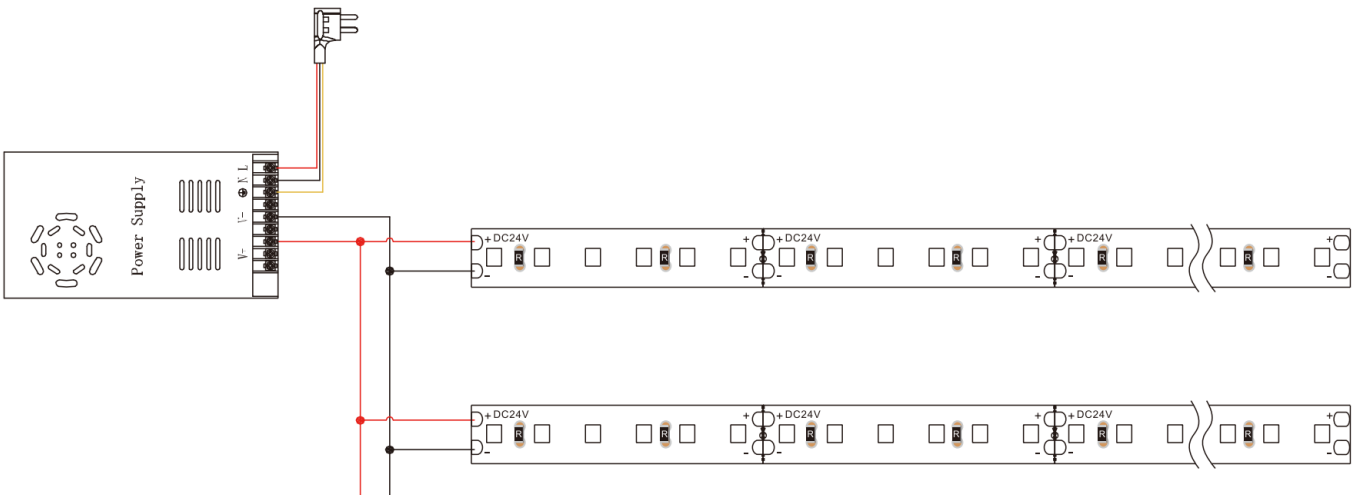 L
N
V-
V+
Power Supply
+ DC24V + + DC24V + + DC24V +
R R R R R R
- - - -
+ DC24V + + DC24V + + DC24V +
R R R R R R
- - - -